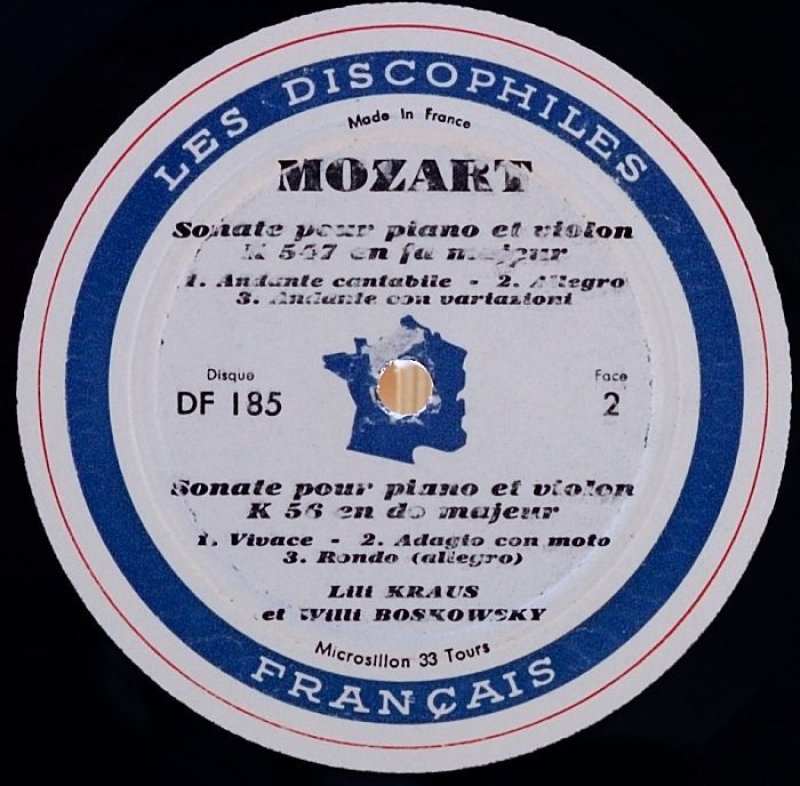 LES DISCOPHILES
Made In France
MOZART
Sonate pour piano et violon
K 547 en fa majeur
1. Andante cantabile - 2. Allegro
3. Andante con variazioni
Disque
DF 185
Face
2
Sonate pour piano et violon
K 56 en do majeur
1. Vivace - 2. Adagio con moto
3. Rondo (allegro)
Lili KRAUS
et Willi BOSKOWSKY
Microsillon 33 Tours
FRANÇAIS